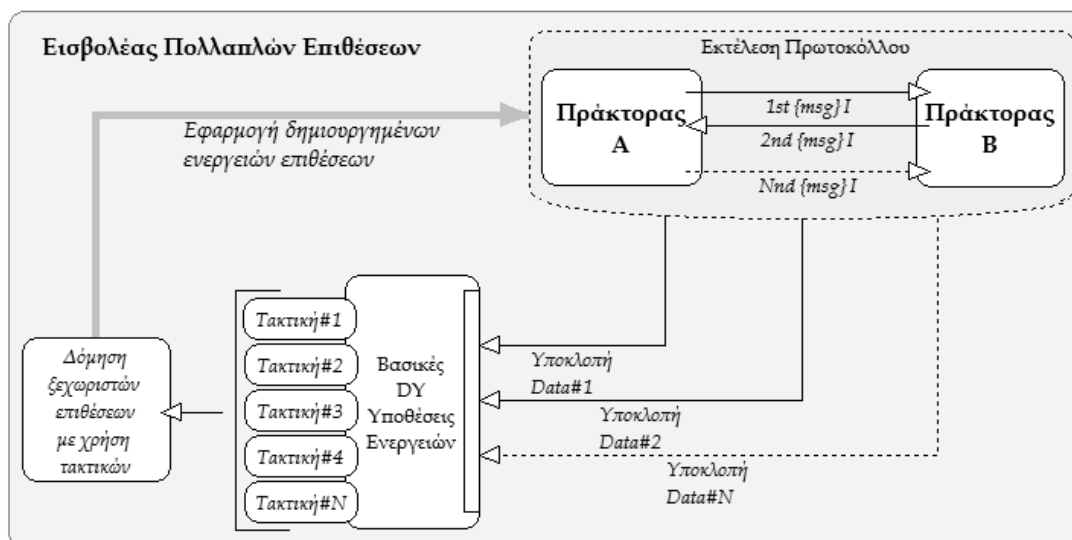 Εισβολέας Πολλαπλών Επιθέσεων
Εκτέλεση Πρωτοκόλλου
Πράκτορας
Α
1st {msg} I
2nd {msg} I
Nnd {msg} I
Πράκτορας
Β
Εφαρμογή δημιουργημένων
ενεργειών επιθέσεων
Δόμηση
ξεχωριστών
επιθέσεων
με χρήση
τακτικών
Τακτική#1
Τακτική#2
Τακτική#3
Τακτική#4
Τακτική#N
Βασικές
DY
Υποθέσεις
Ενεργειών
Υποκλοπή
Data#1
Υποκλοπή
Data#2
Υποκλοπή
Data#N